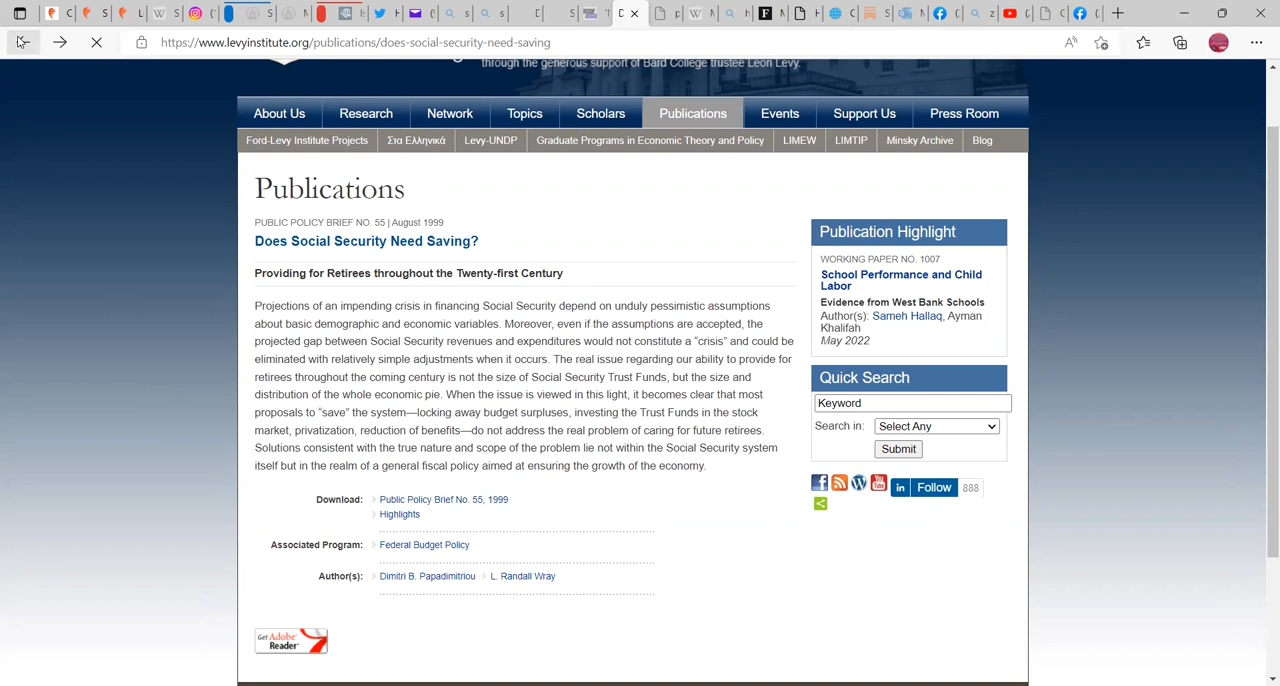 https://www.levyinstitute.org/publications/does-social-security-need-saving
through the generous support of Bard College trustee Leon Levy.
About Us Research Network Topics Scholars Publications Events Support Us Press Room
Ford-Levy Institute Projects Στα Ελληνικά Levy-UNDP Graduate Programs in Economic Theory and Policy LIMEW LIMTIP Minsky Archive Blog
Publications
PUBLIC POLICY BRIEF NO. 55 | August 1999
Does Social Security Need Saving?
Providing for Retirees throughout the Twenty-first Century
Projections of an impending crisis in financing Social Security depend on unduly pessimistic assumptions
about basic demographic and economic variables. Moreover, even if the assumptions are accepted, the
projected gap between Social Security revenues and expenditures would not constitute a “crisis” and could be
eliminated with relatively simple adjustments when it occurs. The real issue regarding our ability to provide for
retirees throughout the coming century is not the size of Social Security Trust Funds, but the size and
distribution of the whole economic pie. When the issue is viewed in this light, it becomes clear that most
proposals to “save” the system—locking away budget surpluses, investing the Trust Funds in the stock
market, privatization, reduction of benefits—do not address the real problem of caring for future retirees.
Solutions consistent with the true nature and scope of the problem lie not within the Social Security system
itself but in the realm of a general fiscal policy aimed at ensuring the growth of the economy.
Download: Public Policy Brief No. 55, 1999
Highlights
Associated Program: Federal Budget Policy
Author(s): Dimitri B. Papadimitriou L. Randall Wray
Get Adobe
Reader
Publication Highlight
WORKING PAPER NO. 1007
School Performance and Child
Labor
Evidence from West Bank Schools
Author(s): Sameh Hallaq, Ayman
Khalifah
May 2022
Quick Search
Keyword
Search in: Select Any
Submit
in Follow 888